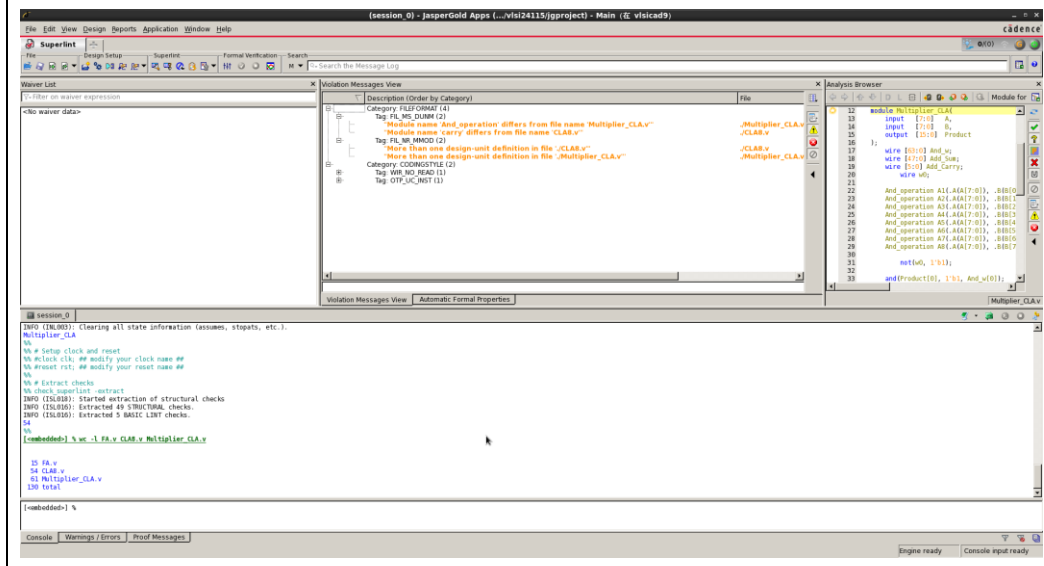 (session_0) - JasperGold Apps (.../vlsi24115/jgproject) - Main (在 vlsicad9)
File Edit View Design Reports Application Window Help
cādence
Superlint
0/(0)
File Design Setup Superlint Formal Verification Search
Search the Message Log
Waiver List
Filter on waiver expression
<No waiver data>
Violation Messages View
Description (Order by Category) File
Category: FILEFORMAT (4)
Tag: FIL_MS_DUNM (2)
"Module name 'And_operation' differs from file name 'Multiplier_CLA.v'" ./Multiplier_CLA.v
"Module name 'carry' differs from file name 'CLA8.v'" ./CLA8.v
Tag: FIL_NR_MMOD (2)
"More than one design-unit definition in file './CLA8.v'" ./CLA8.v
"More than one design-unit definition in file './Multiplier_CLA.v'" ./Multiplier_CLA.v
Category: CODINGSTYLE (2)
Tag: WIR_NO_READ (1)
Tag: OTP_UC_INST (1)
Violation Messages View Automatic Formal Properties
Analysis Browser
Module for
12 module Multiplier_CLA(
13 input [7:0] A,
14 input [7:0] B,
15 output [15:0] Product
16 );
17 wire [63:0] And_w;
18 wire [47:0] Add_Sum;
19 wire [5:0] Add_Carry;
20 wire w0;
21
22 And_operation A1(.A(A[7:0]), .B(B[0
23 And_operation A2(.A(A[7:0]), .B(B[1
24 And_operation A3(.A(A[7:0]), .B(B[2
25 And_operation A4(.A(A[7:0]), .B(B[3
26 And_operation A5(.A(A[7:0]), .B(B[4
27 And_operation A6(.A(A[7:0]), .B(B[5
28 And_operation A7(.A(A[7:0]), .B(B[6
29 And_operation A8(.A(A[7:0]), .B(B[7
30
31 not(w0, 1'b1);
32
33 and(Product[0], 1'b1, And_w[0]);
Multiplier_CLA.v
session_0
INFO (INL003): Clearing all state information (assumes, stopats, etc.).
Multiplier_CLA
%%
%% # Setup clock and reset
%% #clock clk; ## modify your clock name ##
%% #reset rst; ## modify your reset name ##
%%
%% # Extract checks
%% check_superlint -extract
INFO (ISL018): Started extraction of structural checks
INFO (ISL016): Extracted 49 STRUCTURAL checks.
INFO (ISL016): Extracted 5 BASIC LINT checks.
54
%%
[<embedded>] % wc -l FA.v CLA8.v Multiplier_CLA.v
15 FA.v
54 CLA8.v
61 Multiplier_CLA.v
130 total
[<embedded>] %
Console Warnings / Errors Proof Messages
Engine ready Console input ready